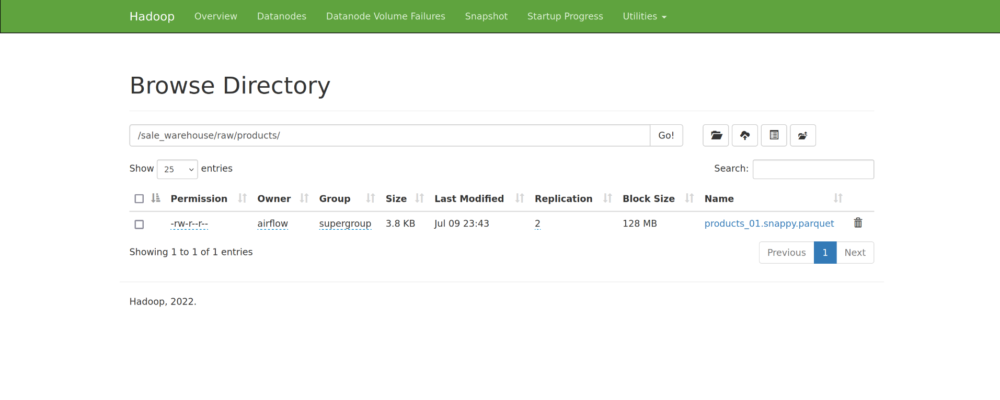 Hadoop Overview Datanodes Datanode Volume Failures Snapshot Startup Progress Utilities
Browse Directory
/sale_warehouse/raw/products/ Go!
Show 25 entries Search:
Permission Owner Group Size Last Modified Replication Block Size Name
-rw-r--r-- airflow supergroup 3.8 KB Jul 09 23:43 2 128 MB products_01.snappy.parquet
Showing 1 to 1 of 1 entries Previous 1 Next
Hadoop, 2022.